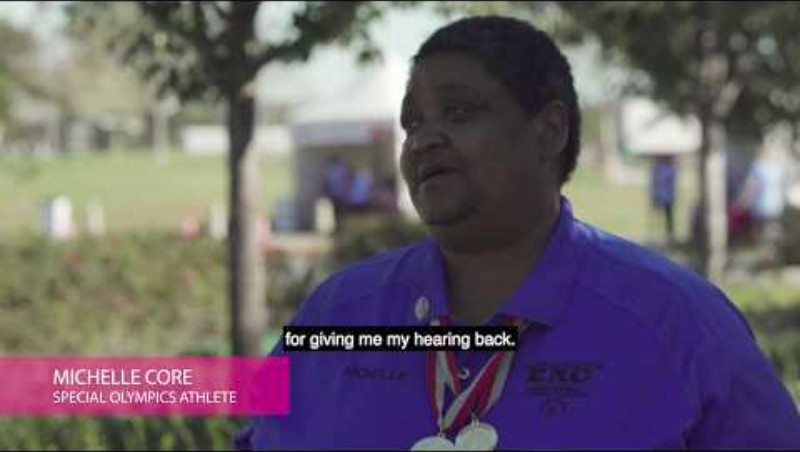 for giving me my hearing back.
MICHELLE CORE
SPECIAL OLYMPICS ATHLETE